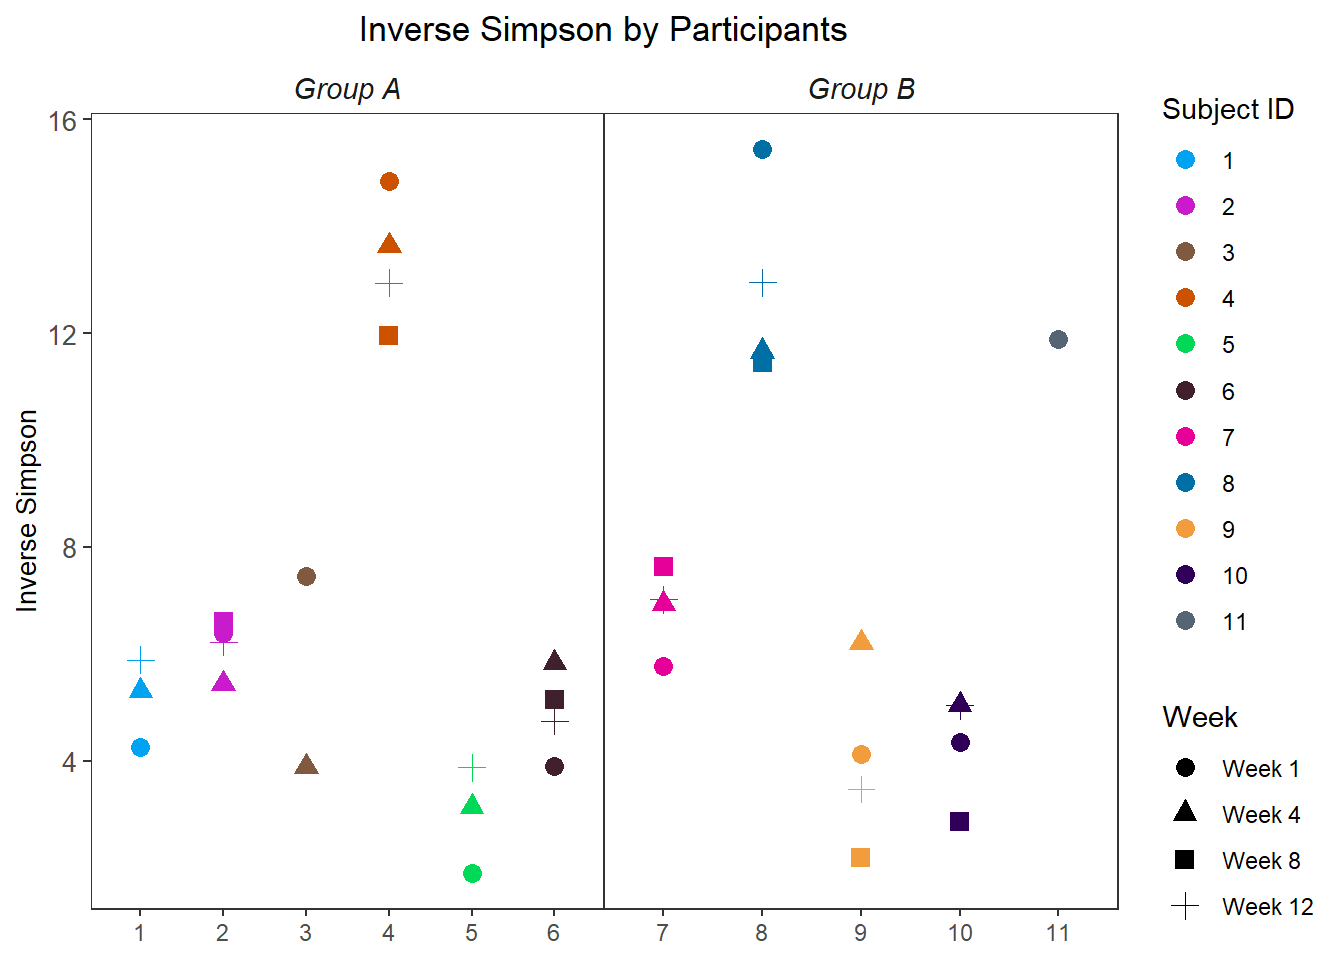 Inverse Simpson by Participants
Group A
Group B
Inverse Simpson
16
12
8
4
1 2 3 4 5 6
7 8 9 10 11
Subject ID
1
2
3
4
5
6
7
8
9
10
11
Week
Week 1
Week 4
Week 8
Week 12